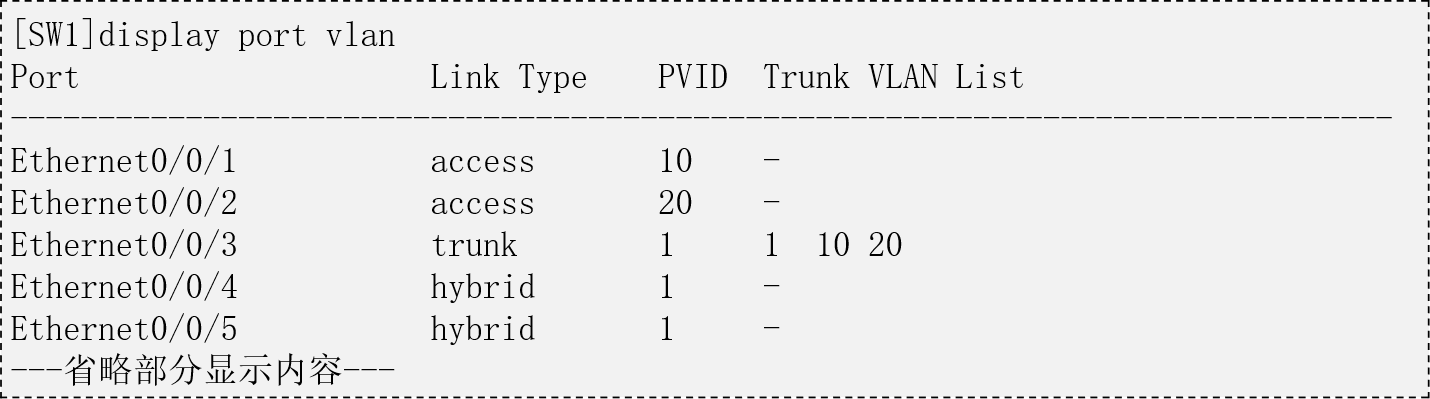 [SW1]display port vlan
Port                    Link Type    PVID  Trunk VLAN List
-------------------------------------------------------------------------------
Ethernet0/0/1           access       10    -
Ethernet0/0/2           access       20    -
Ethernet0/0/3           trunk        1     1  10 20
Ethernet0/0/4           hybrid       1     -
Ethernet0/0/5           hybrid       1     -
---省略部分显示内容---